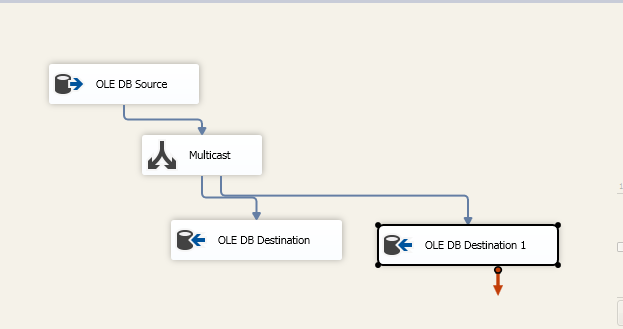 OLE DB Source
Multicast
OLE DB Destination
OLE DB Destination 1